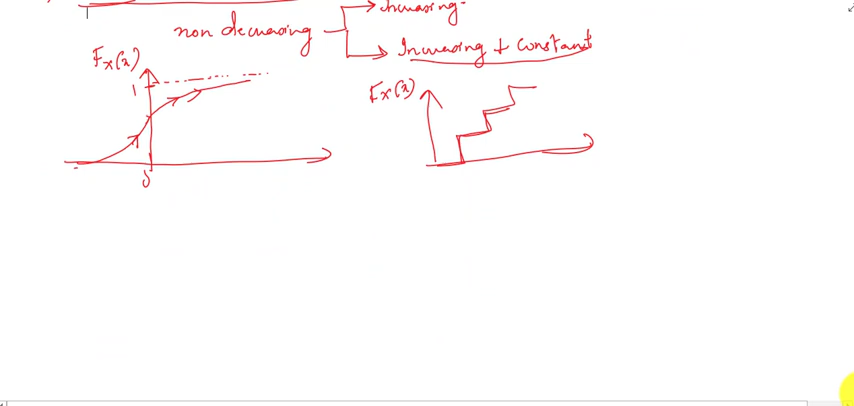 increasing
non decreasing
Increasing + constant
Fx(x)
1
0
Fx(x)